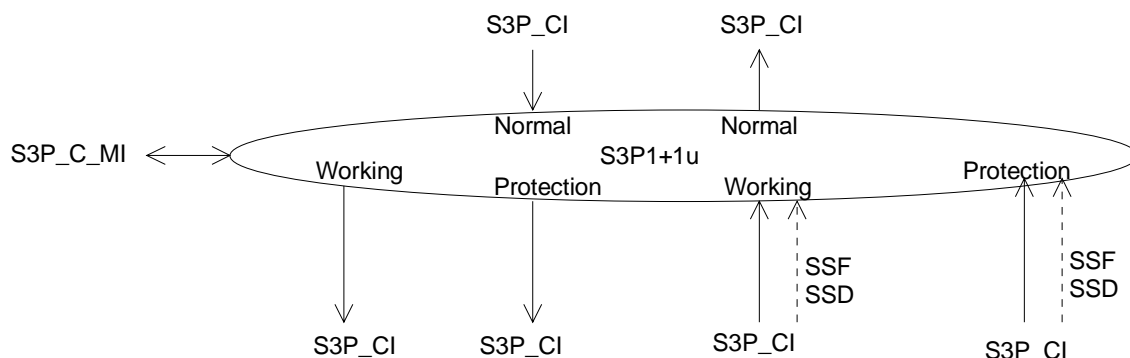 S3P_CI S3P_CI
Normal Normal
S3P_C_MI S3P1+1u
Working Protection Working Protection
SSF SSF
SSD SSD
S3P_CI S3P_CI S3P_CI S3P_CI